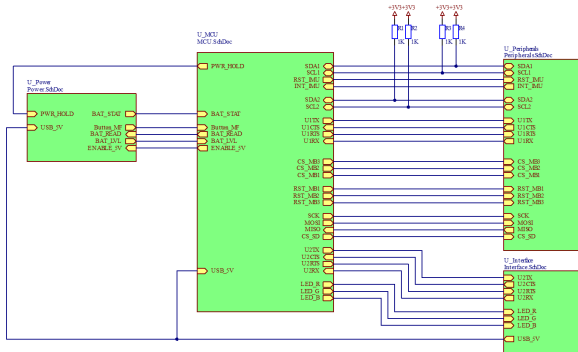 +3V3+3V3 +3V3+3V3
R1 R2 R3 R4
1K 1K 1K 1K
U_MCU
MCU.SchDoc
PWR_HOLD
BAT_STAT
Button_MF
BAT_READ
BAT_LVL
ENABLE_5V
USB_5V
SDA1
SCL1
RST_IMU
INT_IMU
SDA2
SCL2
U1TX
U1CTS
U1RTS
U1RX
CS_MB3
CS_MB2
CS_MB1
RST_MB1
RST_MB2
RST_MB3
SCK
MOSI
MISO
CS_SD
U2TX
U2CTS
U2RTS
U2RX
LED_R
LED_G
LED_B
U_Power
Power.SchDoc
PWR_HOLD
USB_5V
BAT_STAT
Button_MF
BAT_READ
BAT_LVL
ENABLE_5V
U_Peripherals
Peripherals.SchDoc
SDA1
SCL1
RST_IMU
INT_IMU
SDA2
SCL2
U1TX
U1CTS
U1RTS
U1RX
CS_MB3
CS_MB2
CS_MB1
RST_MB1
RST_MB2
RST_MB3
SCK
MOSI
MISO
CS_SD
U_Interface
Interface.SchDoc
U2TX
U2CTS
U2RTS
U2RX
LED_R
LED_G
LED_B
USB_5V